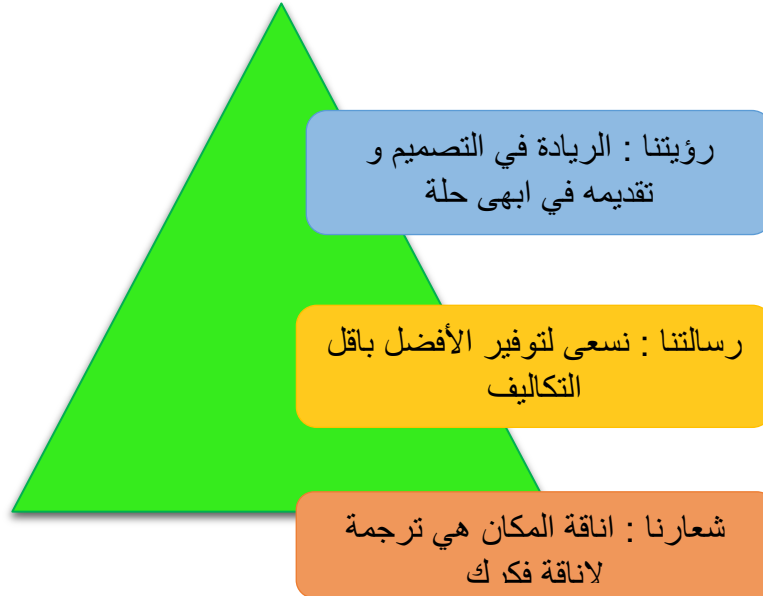 رؤيتنا : الريادة في التصميم و
تقديمه في ابهى حلة
رسالتنا : نسعى لتوفير الأفضل باقل
التكاليف
شعارنا : اناقة المكان هي ترجمة
لاناقة فكرك